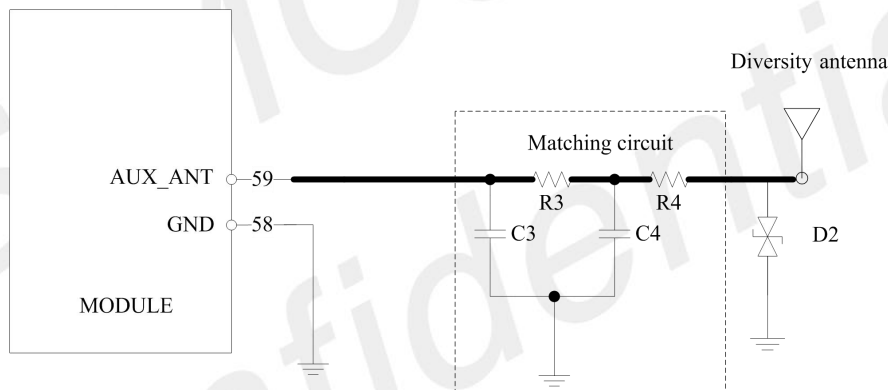 Diversity antenna
Matching circuit
AUX_ANT 59
R3 R4
GND 58
C3 C4 D2
MODULE